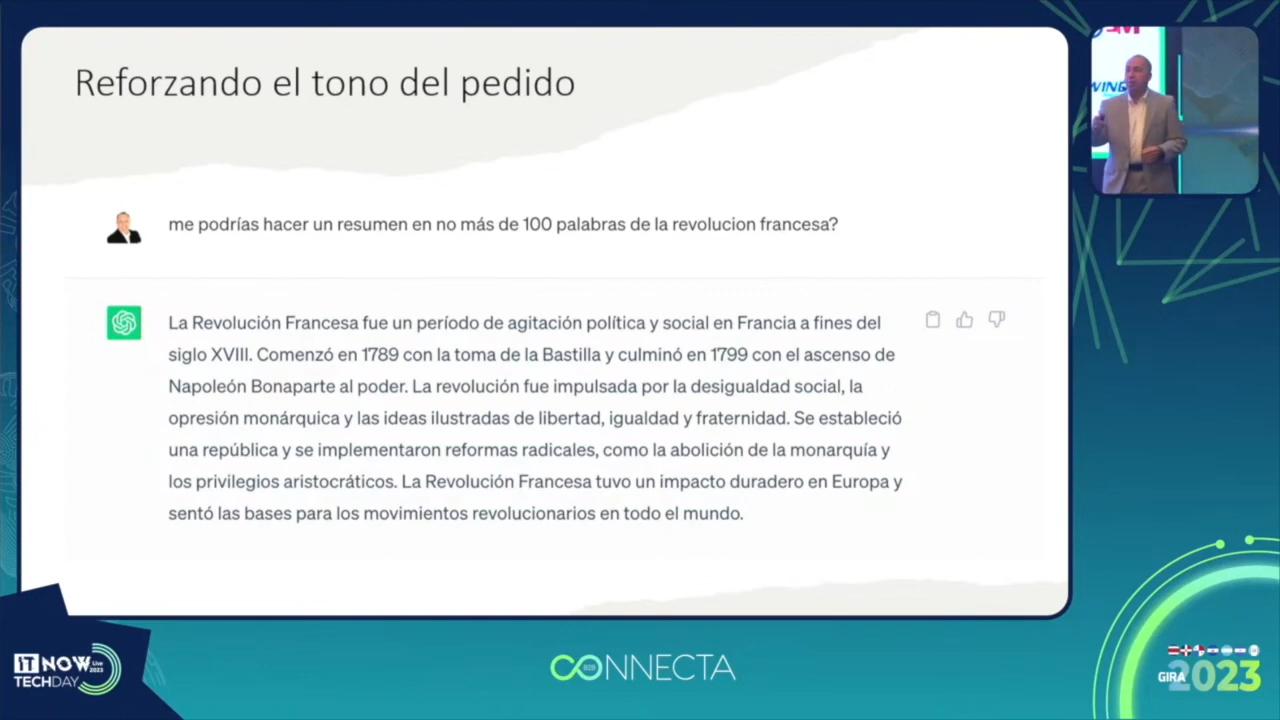 Reforzando el tono del pedido
me podrías hacer un resumen en no más de 100 palabras de la revolucion francesa?
La Revolución Francesa fue un período de agitación política y social en Francia a fines del
siglo XVIII. Comenzó en 1789 con la toma de la Bastilla y culminó en 1799 con el ascenso de
Napoleón Bonaparte al poder. La revolución fue impulsada por la desigualdad social, la
opresión monárquica y las ideas ilustradas de libertad, igualdad y fraternidad. Se estableció
una república y se implementaron reformas radicales, como la abolición de la monarquía y
los privilegios aristocráticos. La Revolución Francesa tuvo un impacto duradero en Europa y
sentó las bases para los movimientos revolucionarios en todo el mundo.
IT NOW Live 2023
TECHDAY
B2B CONNECTA
GIRA 2023